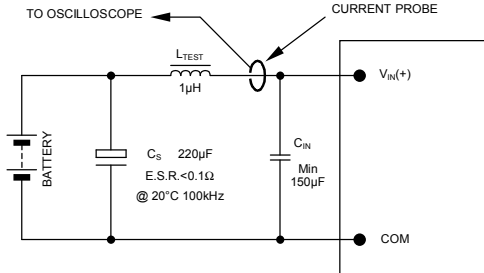 TO OSCILLOSCOPE
CURRENT PROBE
LTEST
1μH
VIN(+)
BATTERY
CS 220μF
E.S.R.<0.1Ω
@ 20°C 100kHz
CIN
Min
150μF
COM